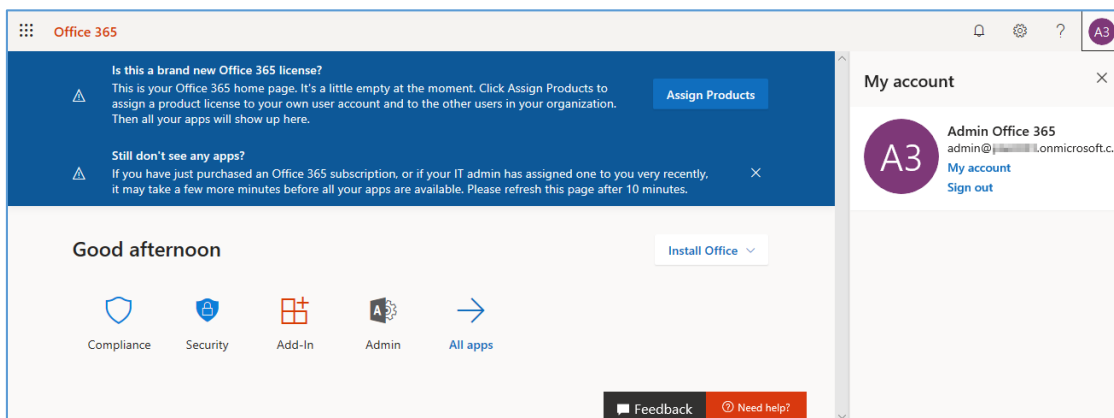 Office 365
A3
Is this a brand new Office 365 license?
This is your Office 365 home page. It's a little empty at the moment. Click Assign Products to
assign a product license to your own user account and to the other users in your organization.
Then all your apps will show up here.
Assign Products
Still don't see any apps?
If you have just purchased an Office 365 subscription, or if your IT admin has assigned one to you very recently,
it may take a few more minutes before all your apps are available. Please refresh this page after 10 minutes.
My account
A3
Admin Office 365
admin@ .onmicrosoft.c.
My account
Sign out
Good afternoon
Install Office
A
Compliance
Security
Add-In
Admin
All apps
Feedback
? Need help?